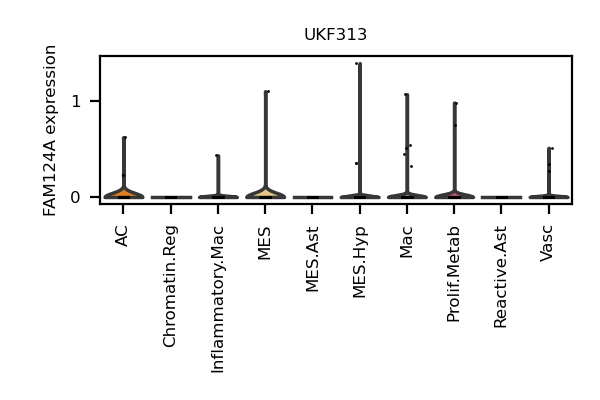 UKF313
FAM124A expression
1
0
AC
Chromatin.Reg
Inflammatory.Mac
MES
MES.Ast
MES.Hyp
Mac
Prolif.Metab
Reactive.Ast
Vasc